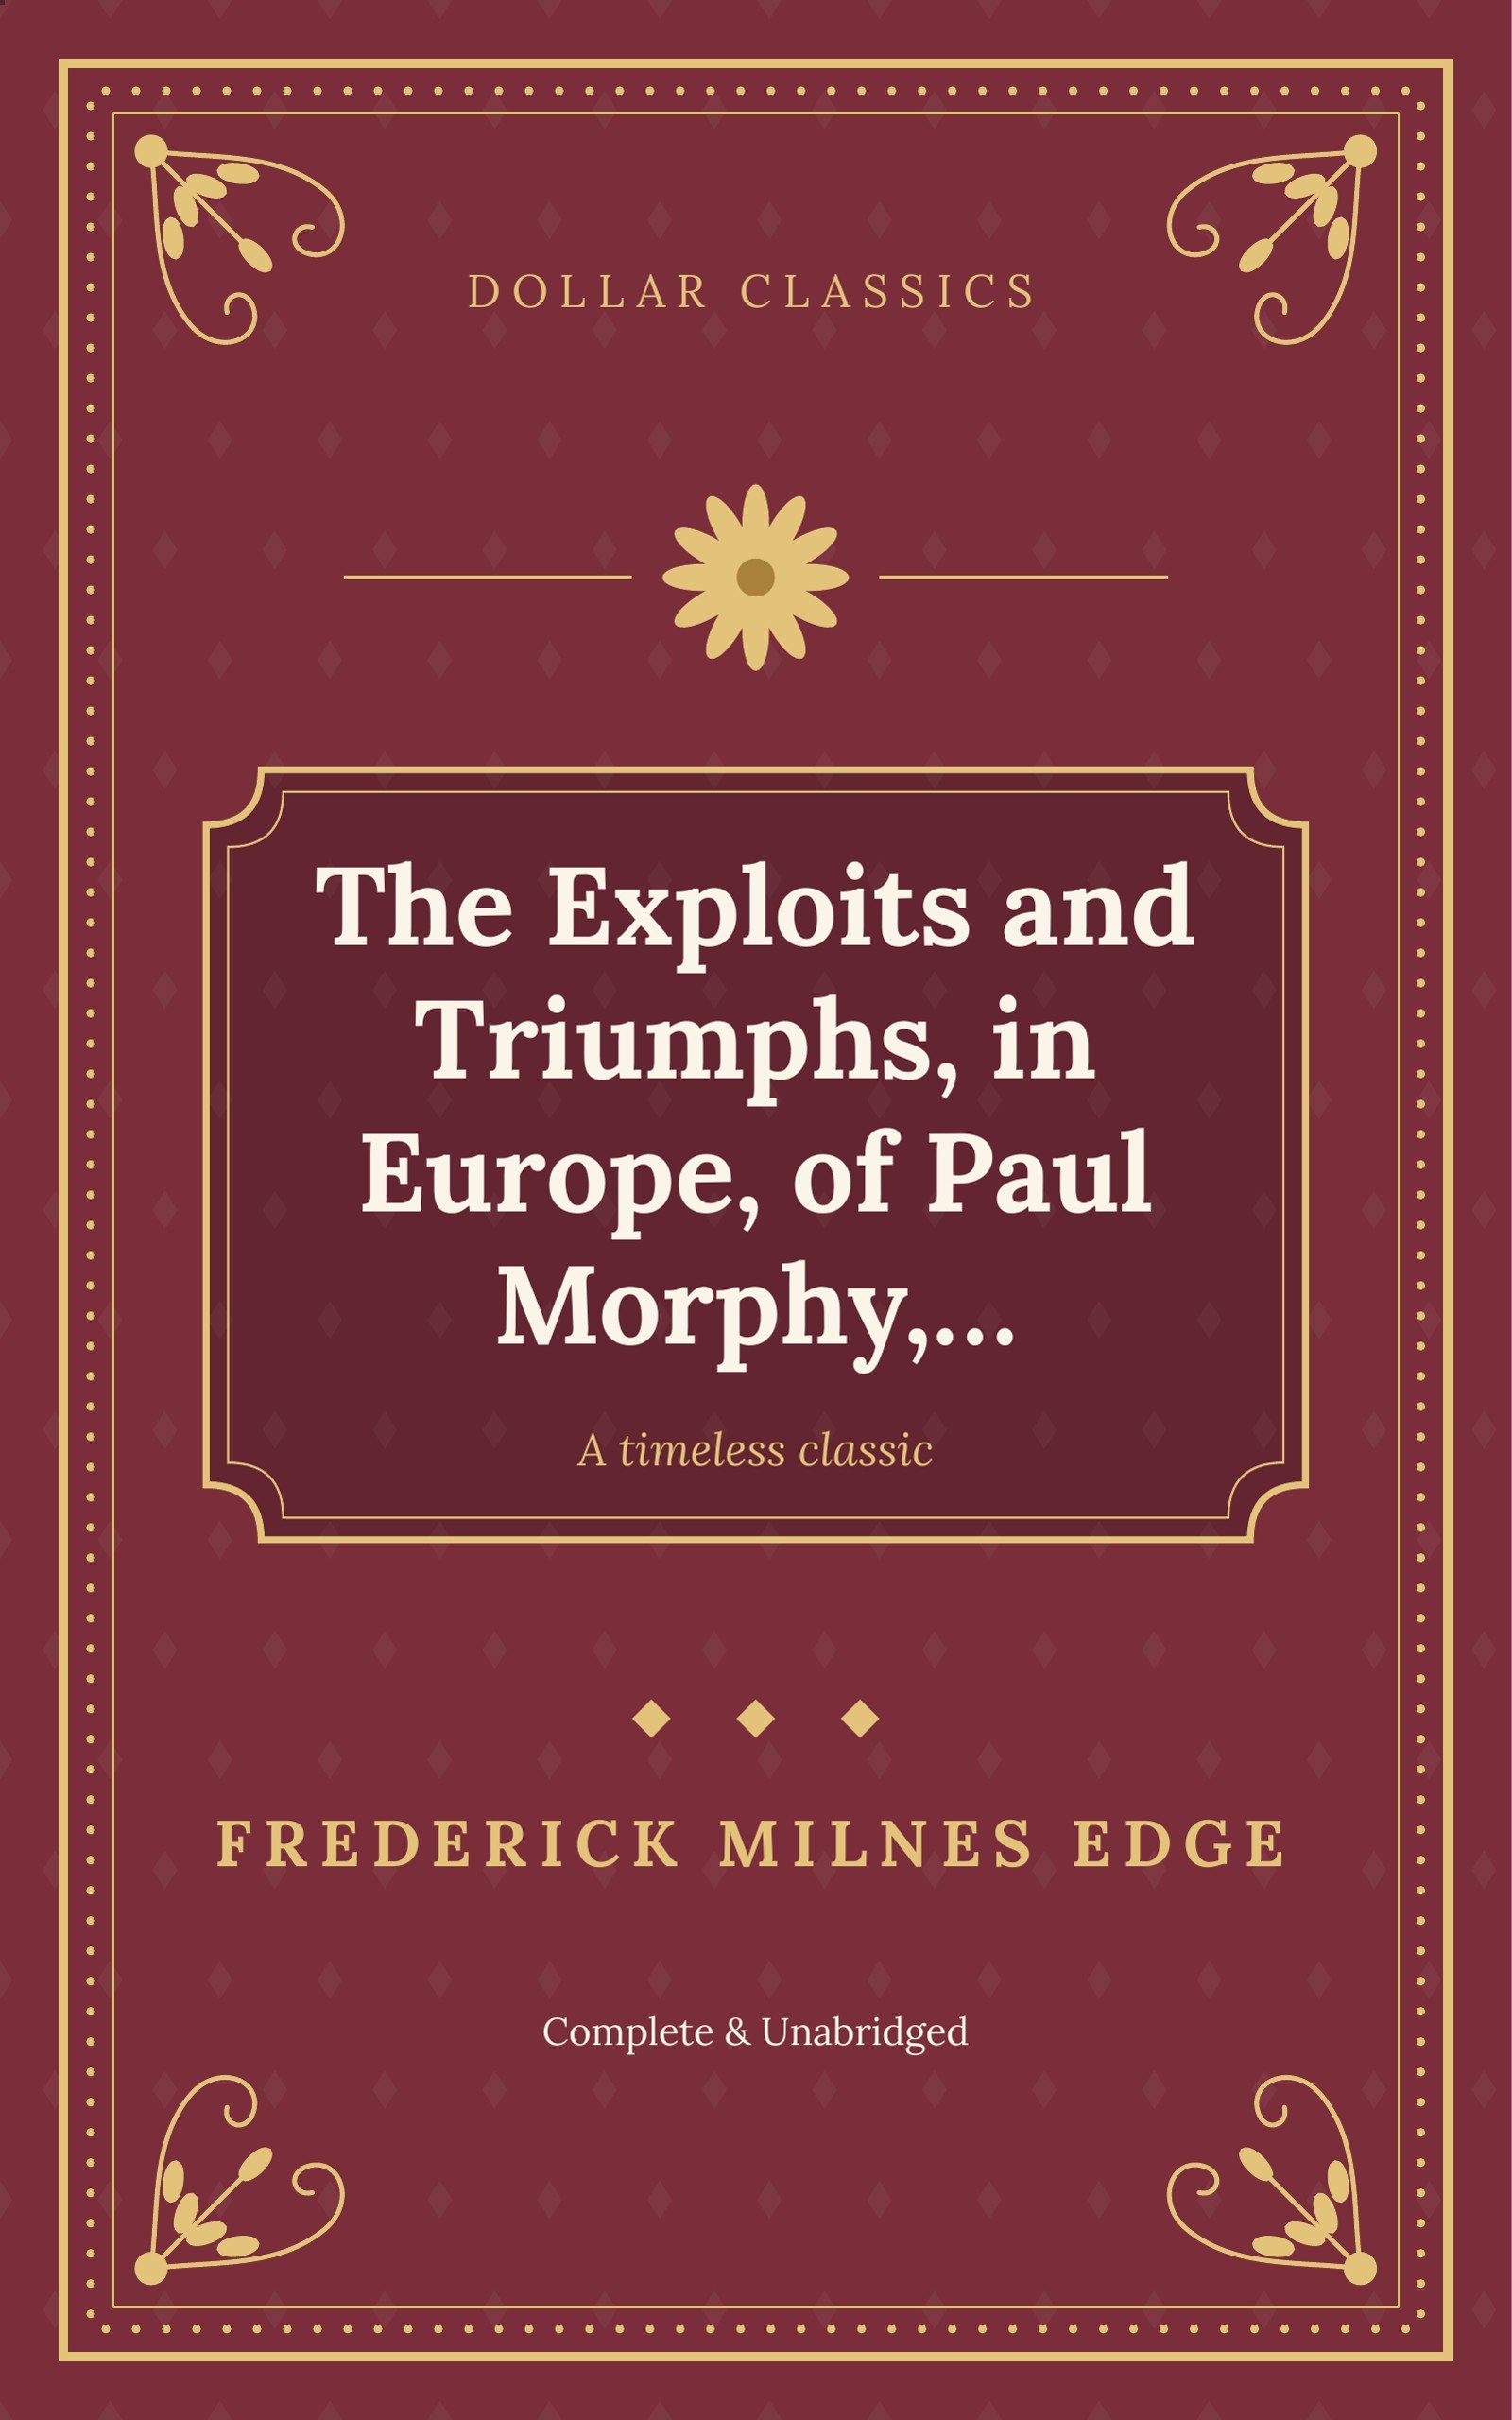 DOLLAR CLASSICS
The Exploits and
Triumphs, in
Europe, of Paul
Morphy,...
A timeless classic
FREDERICK MILNES EDGE
Complete & Unabridged